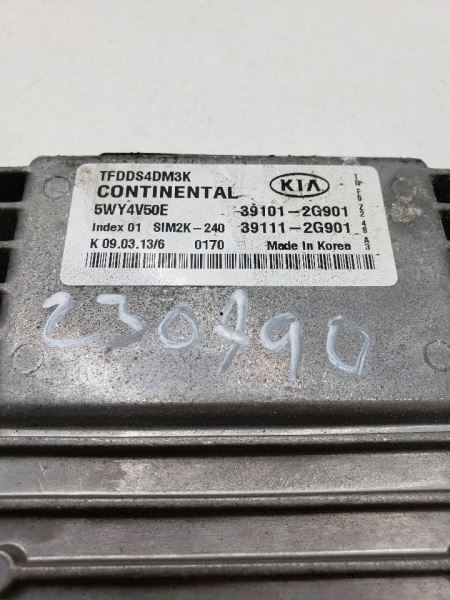 TFDDS4DM3K
CONTINENTAL KIA
5WY4V50E 39101-2G901
Index 01 SIM2K-240 39111-2G901
K 09.03.13/6 0170 Made In Korea
230790